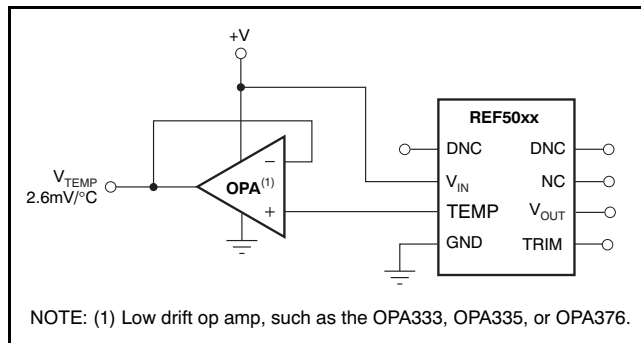 +V
REF50xx
DNC
DNC
−
V_TEMP
2.6mV/°C
OPA(1)
V_IN
NC
+
TEMP
V_OUT
GND
TRIM
NOTE: (1) Low drift op amp, such as the OPA333, OPA335, or OPA376.